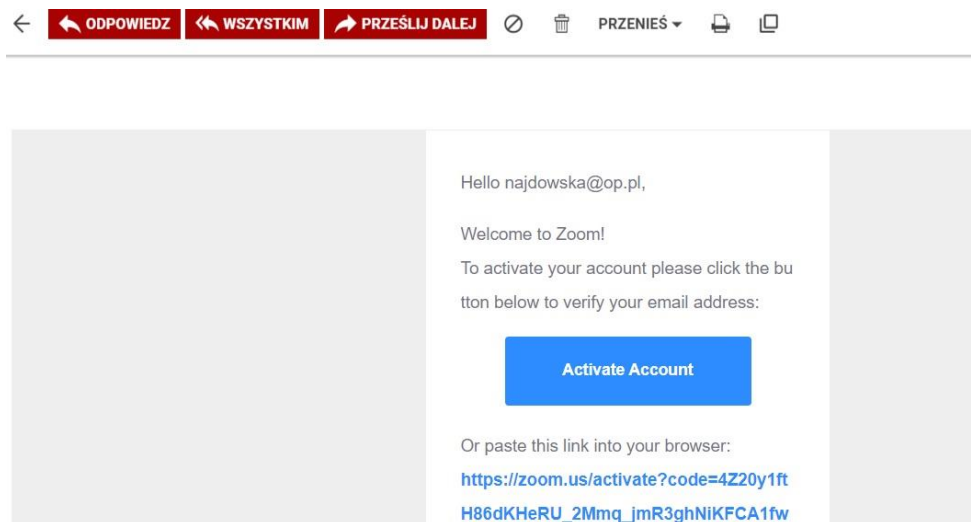 ODPOWIEDZ WSZYSTKIM PRZEŚLIJ DALEJ PRZENIEŚ
Hello najdowska@op.pl,
Welcome to Zoom!
To activate your account please click the bu
tton below to verify your email address:
Activate Account
Or paste this link into your browser:
https://zoom.us/activate?code=4Z20y1ft
H86dKHeRU_2Mmq_jmR3ghNiKFCA1fw